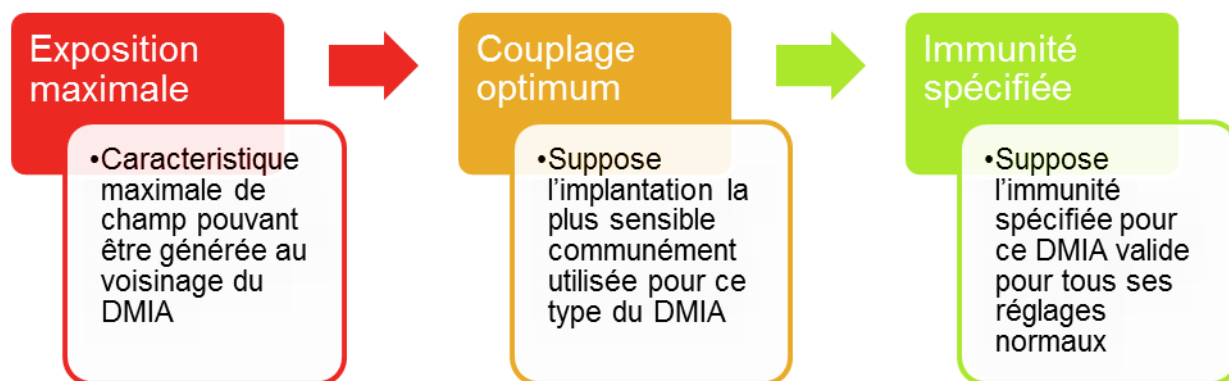 Exposition
maximale
•Caracteristique
maximale de
champ pouvant
être générée au
voisinage du
DMIA
Couplage
optimum
•Suppose
l'implantation la
plus sensible
communément
utilisée pour ce
type du DMIA
Immunité
spécifiée
•Suppose
l'immunité
spécifiée pour
ce DMIA valide
pour tous ses
réglages
normaux